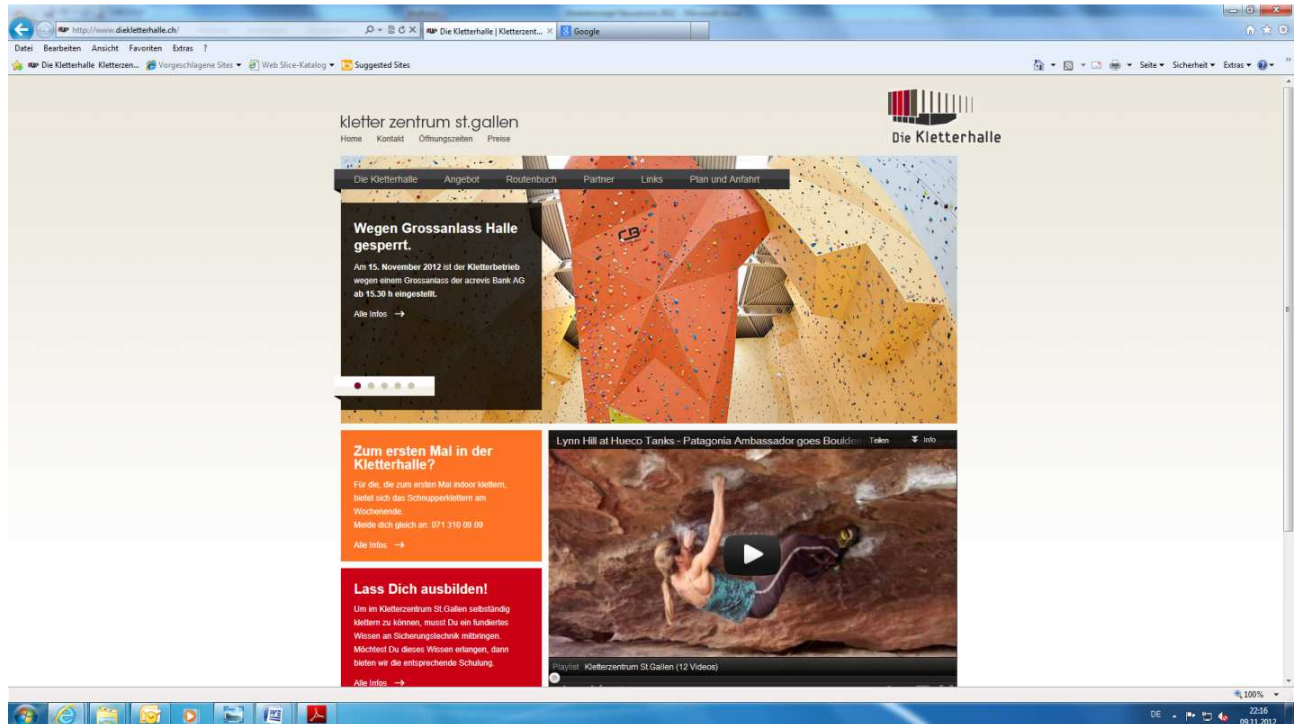 http://www.diekletterhalle.ch/
Die Kletterhalle | Kletterzent...
Google
Datei Bearbeiten Ansicht Favoriten Extras ?
Die Kletterhalle Kletterzen... Vorgeschlagene Sites Web Slice-Katalog Suggested Sites
Seite Sicherheit Extras
kletter zentrum st.gallen
Home Kontakt Öffnungszeiten Preise
Die Kletterhalle
Die Kletterhalle Angebot Routenbuch Partner Links Plan und Anfahrt
CB
Wegen Grossanlass Halle
gesperrt.
Am 15. November 2012 ist der Kletterbetrieb
wegen einem Grossanlass der acrevis Bank AG
ab 15.30 h eingestellt.
Alle Infos →
Zum ersten Mal in der
Kletterhalle?
Für die, die zum ersten Mal indoor klettern,
bietet sich das Schnupperklettern am
Wochenende.
Melde dich gleich an: 071 310 09 09
Alle Infos →
Lass Dich ausbilden!
Um im Kletterzentrum St.Gallen selbständig
klettern zu können, musst Du ein fundiertes
Wissen an Sicherungstechnik mitbringen.
Möchtest Du dieses Wissen erlangen, dann
bieten wir die entsprechende Schulung.
Alle Infos →
Lynn Hill at Hueco Tanks - Patagonia Ambassador goes Boulde Teilen Info
Playlist Kletterzentrum St.Gallen (12 Videos)
100%
DE
22:16
09.11.2012